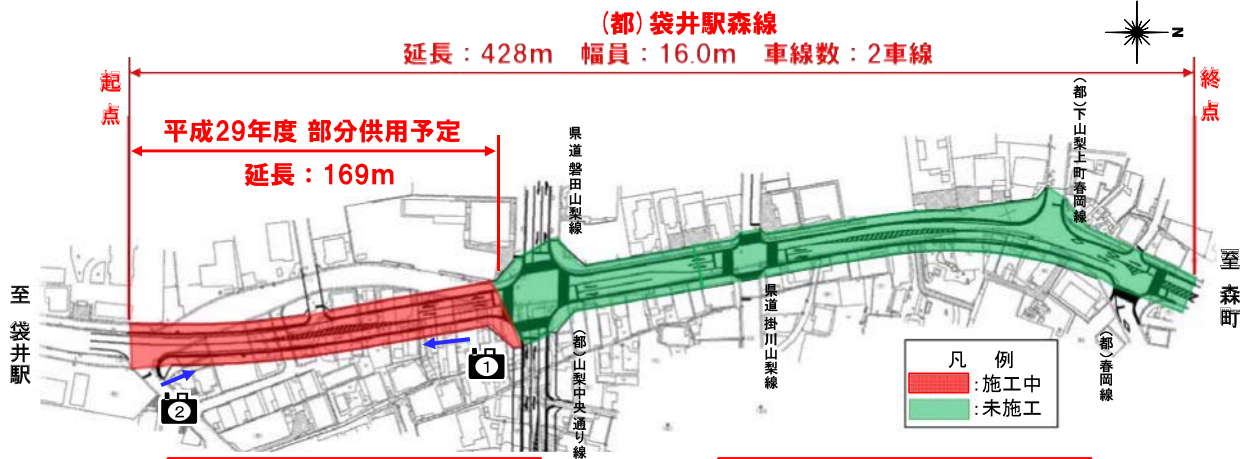 (都)袋井駅森線
延長：428m　幅員：16.0m　車線数：2車線
N
起点
終点
平成29年度 部分供用予定
延長：169m
県道 磐田山梨線
(都)下山梨上町春岡線
至 袋井駅
至 森町
県道 掛川山梨線
(都)山梨中央通り線
(都)春岡線
1
2
凡　例
:施工中
:未施工